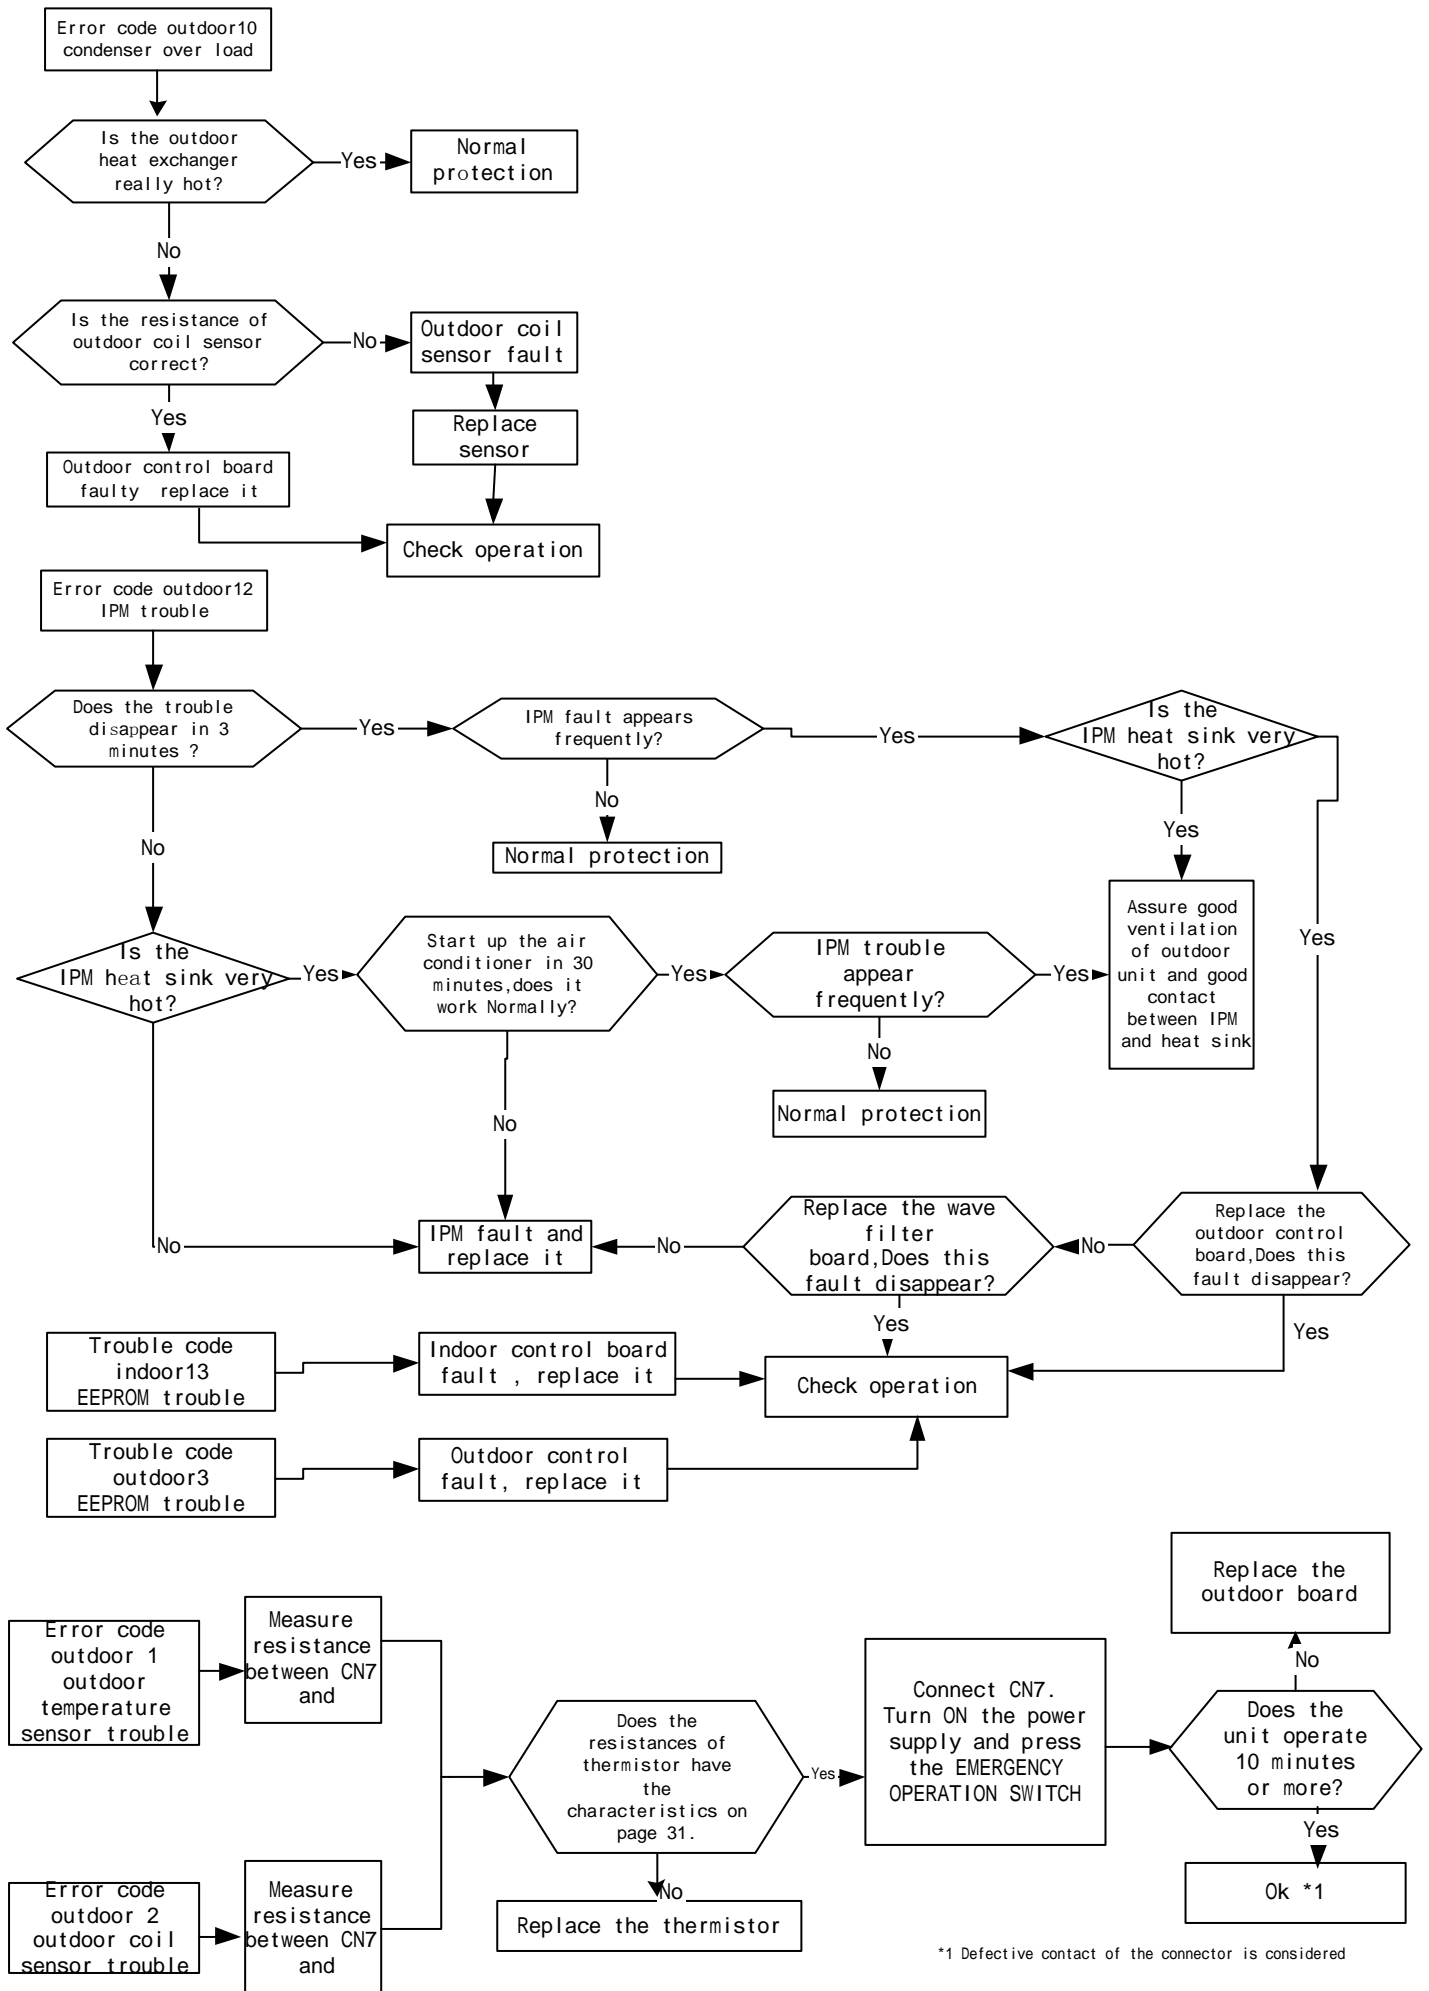 Error code outdoor10
condenser over load
Is the outdoor
heat exchanger
really hot?
Yes
Normal
protection
No
Is the resistance of
outdoor coil sensor
correct?
No
Outdoor coil
sensor fault
Yes
Replace
sensor
Outdoor control board
faulty replace it
Check operation
Error code outdoor12
IPM trouble
Does the trouble
disappear in 3
minutes ?
Yes
IPM fault appears
frequently?
Yes
Is the
IPM heat sink very
hot?
No
Normal protection
Yes
No
Assure good
ventilation
of outdoor
unit and good
contact
between IPM
and heat sink
Yes
Is the
IPM heat sink very
hot?
Yes
Start up the air
conditioner in 30
minutes,does it
work Normally?
Yes
IPM trouble
appear
frequently?
Yes
No
Normal protection
No
No
IPM fault and
replace it
No
Replace the wave
filter
board,Does this
fault disappear?
No
Replace the
outdoor control
board,Does this
fault disappear?
Yes
Yes
Trouble code
indoor13
EEPROM trouble
Indoor control board
fault , replace it
Check operation
Trouble code
outdoor3
EEPROM trouble
Outdoor control
fault, replace it
Error code
outdoor 1
outdoor
temperature
sensor trouble
Measure
resistance
between CN7
and
Does the
resistances of
thermistor have
the
characteristics on
page 31.
Yes
Connect CN7.
Turn ON the power
supply and press
the EMERGENCY
OPERATION SWITCH
Replace the
outdoor board
No
Does the
unit operate
10 minutes
or more?
Yes
Ok *1
Error code
outdoor 2
outdoor coil
sensor trouble
Measure
resistance
between CN7
and
No
Replace the thermistor
*1 Defective contact of the connector is considered